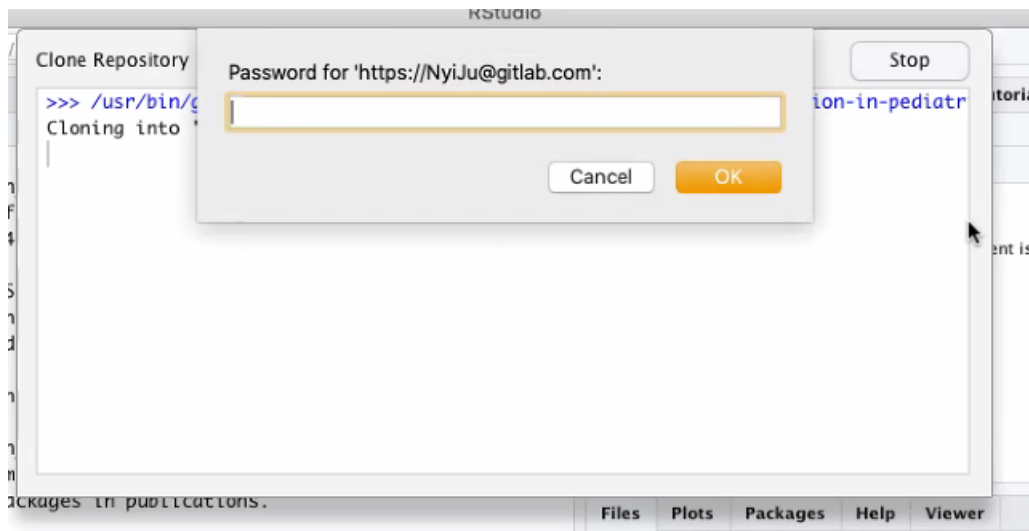 RStudio
Clone Repository
Stop
Password for 'https://NyiJu@gitlab.com':
>>> /usr/bin/g
ion-in-pediatr
Cloning into '
Cancel
OK
ent is
packages in publications.
Files Plots Packages Help Viewer